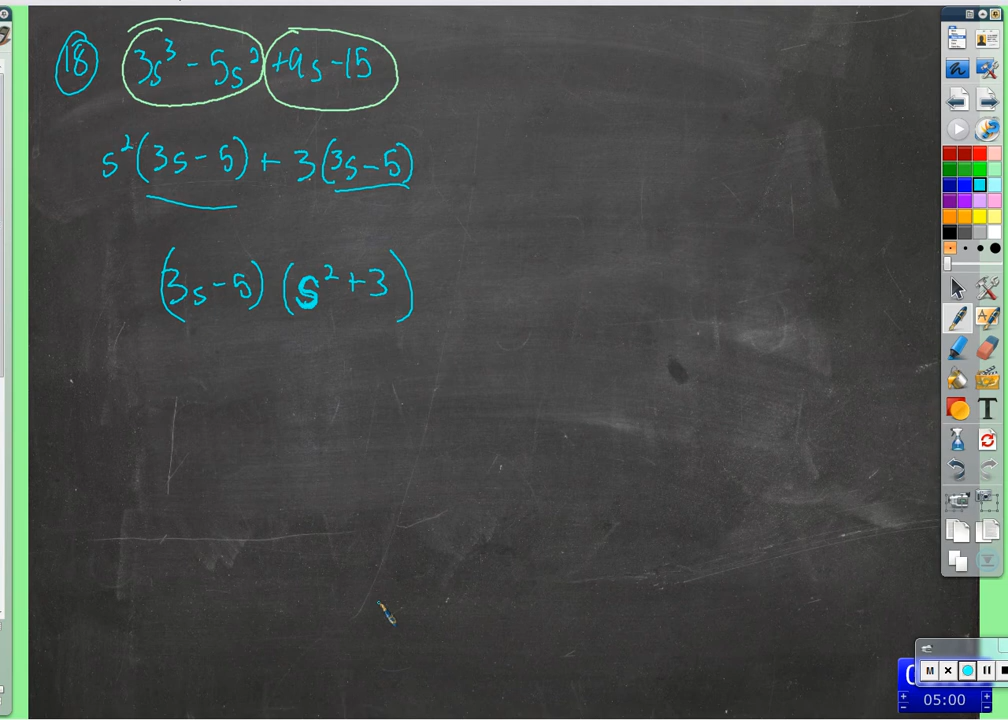 18 3s³ - 5s² + 9s - 15
s²(3s - 5) + 3(3s - 5)
(3s - 5) (s² + 3)
M
05:00